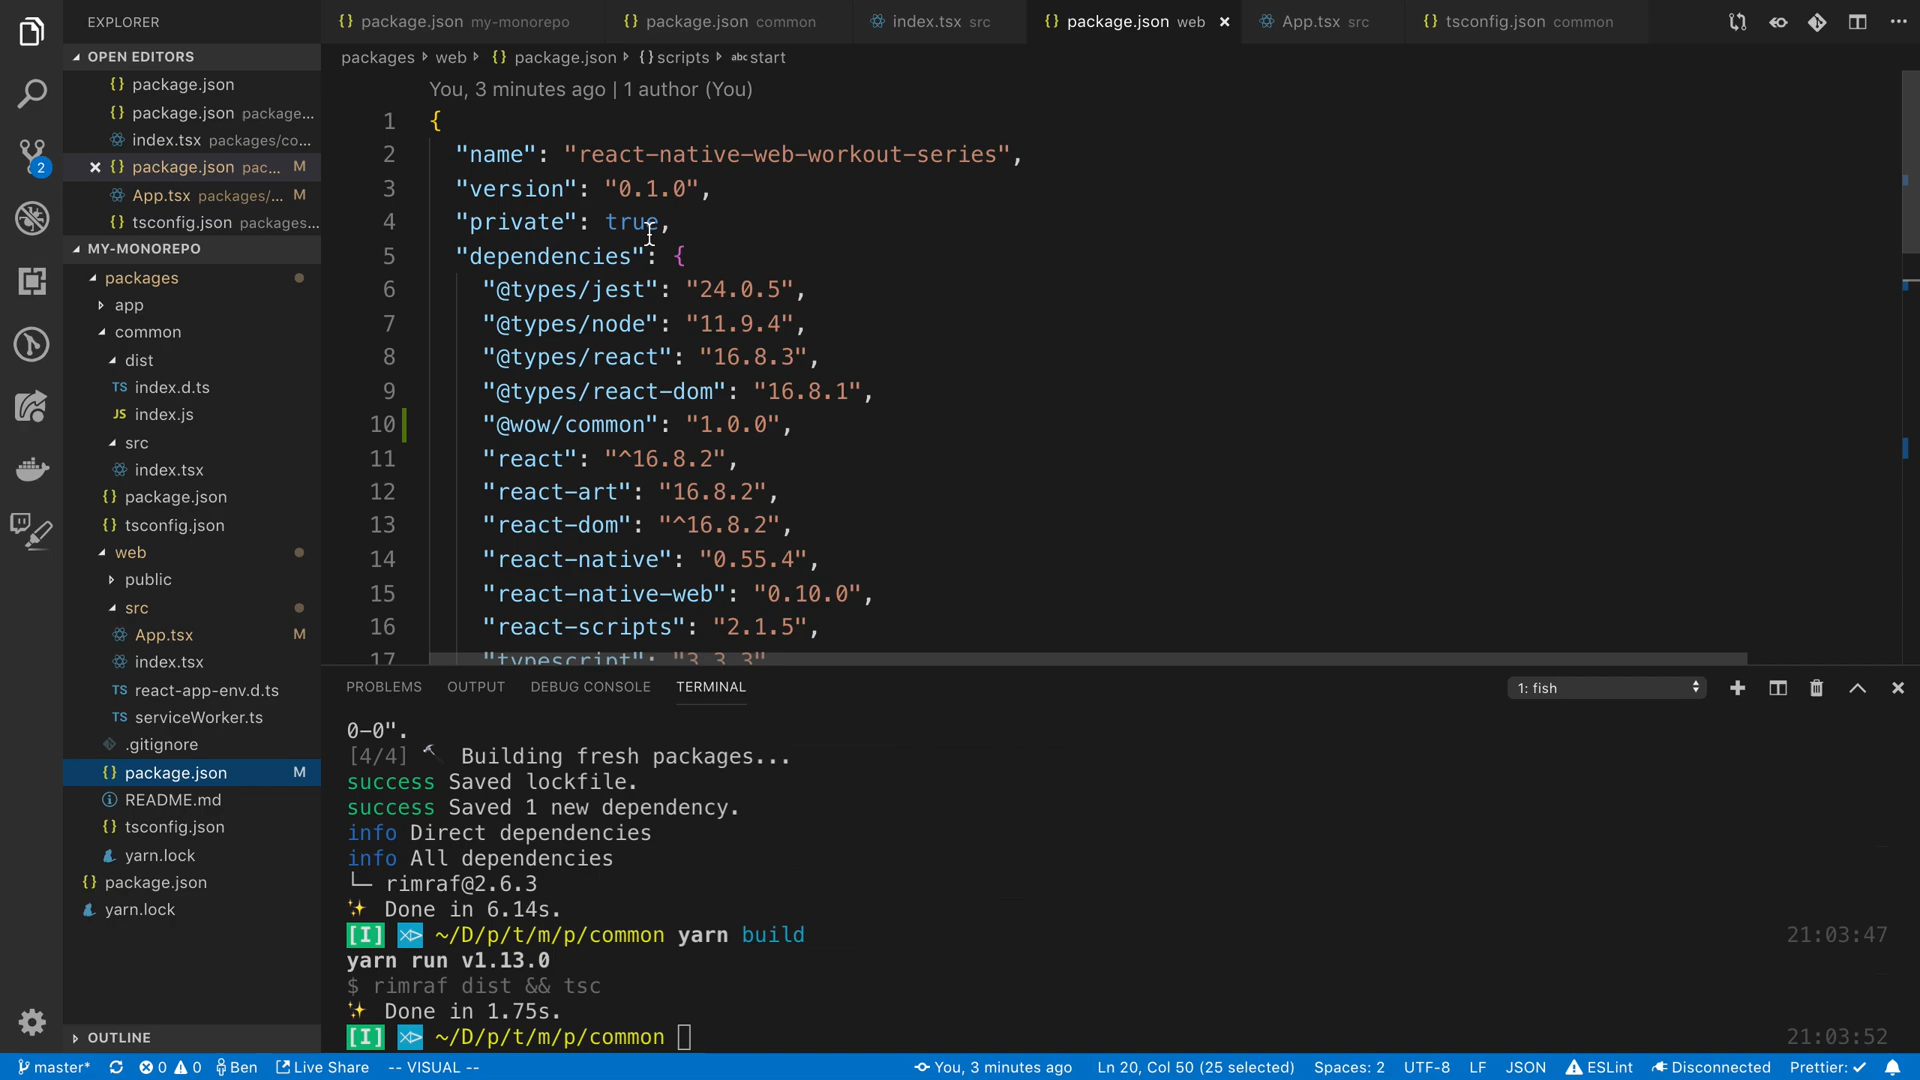 EXPLORER
OPEN EDITORS
package.json
package.json package...
index.tsx packages/co...
package.json pac... M
App.tsx packages/... M
tsconfig.json packages...
MY-MONOREPO
packages
app
common
dist
TS index.d.ts
JS index.js
src
index.tsx
package.json
tsconfig.json
web
public
src
App.tsx M
index.tsx
TS react-app-env.d.ts
TS serviceWorker.ts
.gitignore
package.json M
README.md
tsconfig.json
yarn.lock
package.json
yarn.lock
OUTLINE
2
package.json my-monorepo
package.json common
index.tsx src
package.json web
App.tsx src
tsconfig.json common
packages web {} package.json {} scripts abc start
You, 3 minutes ago | 1 author (You)
1 {
2 "name": "react-native-web-workout-series",
3 "version": "0.1.0",
4 "private": true,
5 "dependencies": {
6 "@types/jest": "24.0.5",
7 "@types/node": "11.9.4",
8 "@types/react": "16.8.3",
9 "@types/react-dom": "16.8.1",
10 "@wow/common": "1.0.0",
11 "react": "^16.8.2",
12 "react-art": "16.8.2",
13 "react-dom": "^16.8.2",
14 "react-native": "0.55.4",
15 "react-native-web": "0.10.0",
16 "react-scripts": "2.1.5",
17 "typescript": "3.3.3"
PROBLEMS OUTPUT DEBUG CONSOLE TERMINAL 1: fish
0-0".
[4/4] Building fresh packages...
success Saved lockfile.
success Saved 1 new dependency.
info Direct dependencies
info All dependencies
└─ rimraf@2.6.3
Done in 6.14s.
[I] ~/D/p/t/m/p/common yarn build 21:03:47
yarn run v1.13.0
$ rimraf dist && tsc
Done in 1.75s.
[I] ~/D/p/t/m/p/common 21:03:52
master* 0 0 Ben Live Share -- VISUAL -- You, 3 minutes ago Ln 20, Col 50 (25 selected) Spaces: 2 UTF-8 LF JSON ESLint Disconnected Prettier: